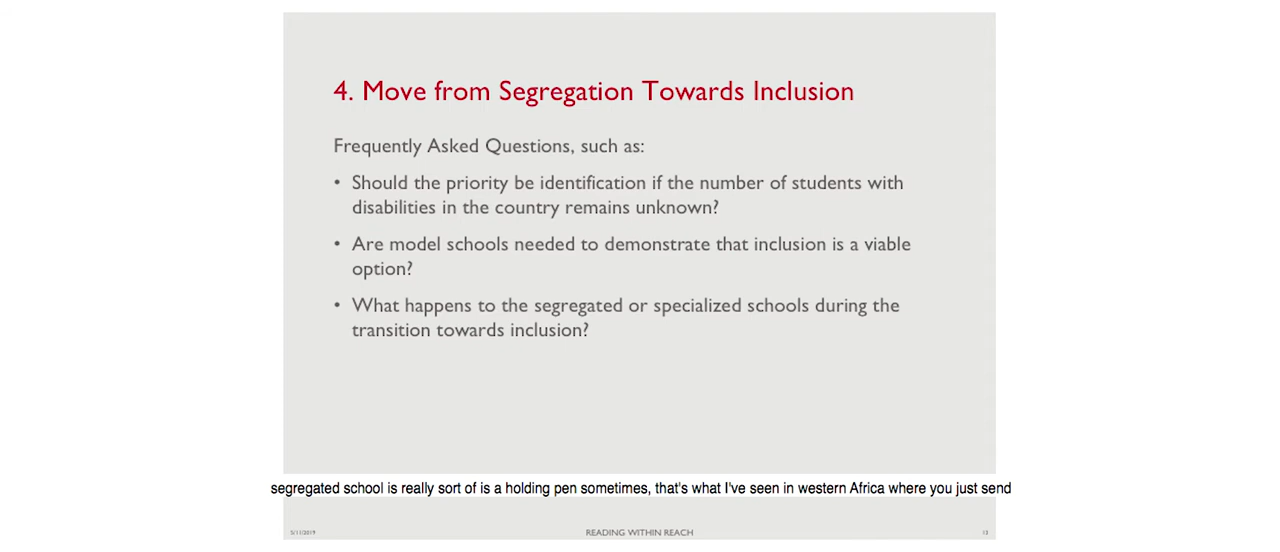 4. Move from Segregation Towards Inclusion
Frequently Asked Questions, such as:
• Should the priority be identification if the number of students with
disabilities in the country remains unknown?
• Are model schools needed to demonstrate that inclusion is a viable
option?
• What happens to the segregated or specialized schools during the
transition towards inclusion?
segregated school is really sort of is a holding pen sometimes, that's what I've seen in western Africa where you just send
5/11/2019
READING WITHIN REACH
13